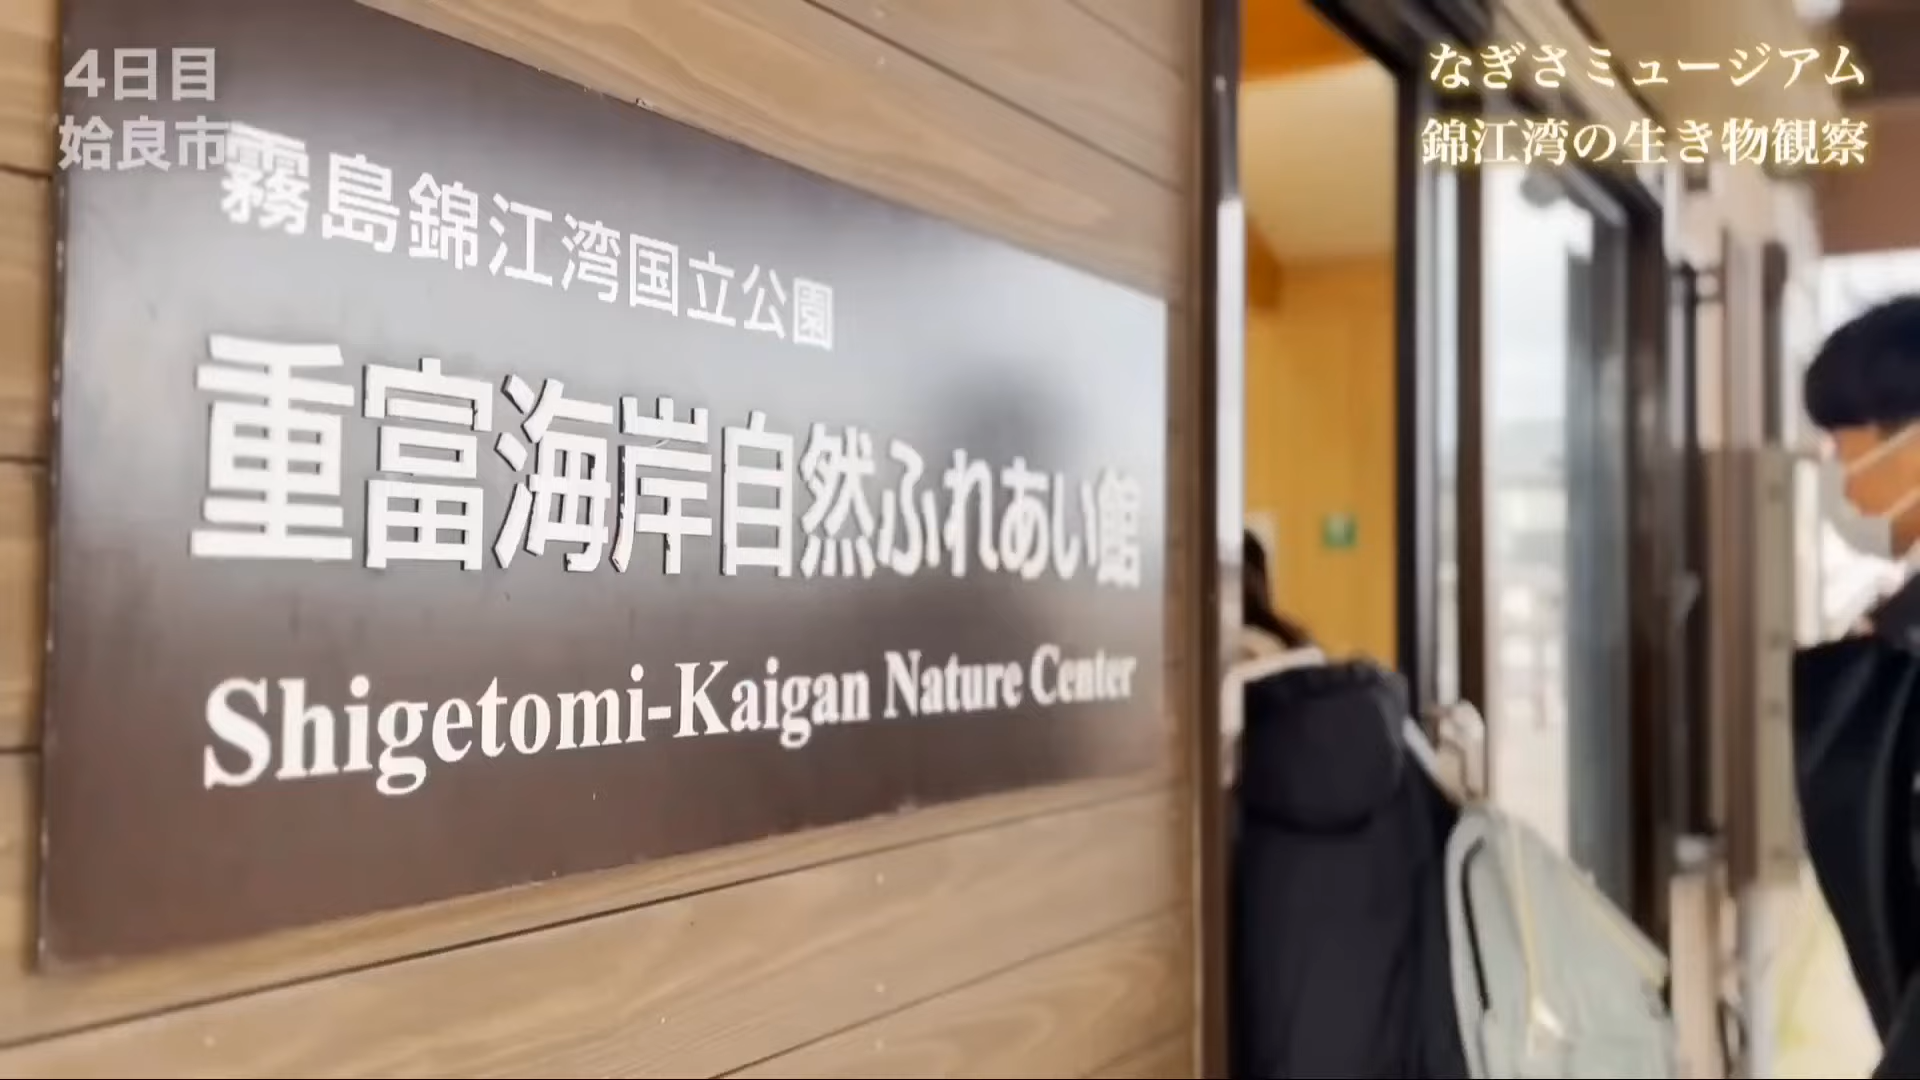 4日目
姶良市
なぎさミュージアム
錦江湾の生き物観察
霧島錦江湾国立公園
重富海岸自然ふれあい館
Shigetomi-Kaigan Nature Center